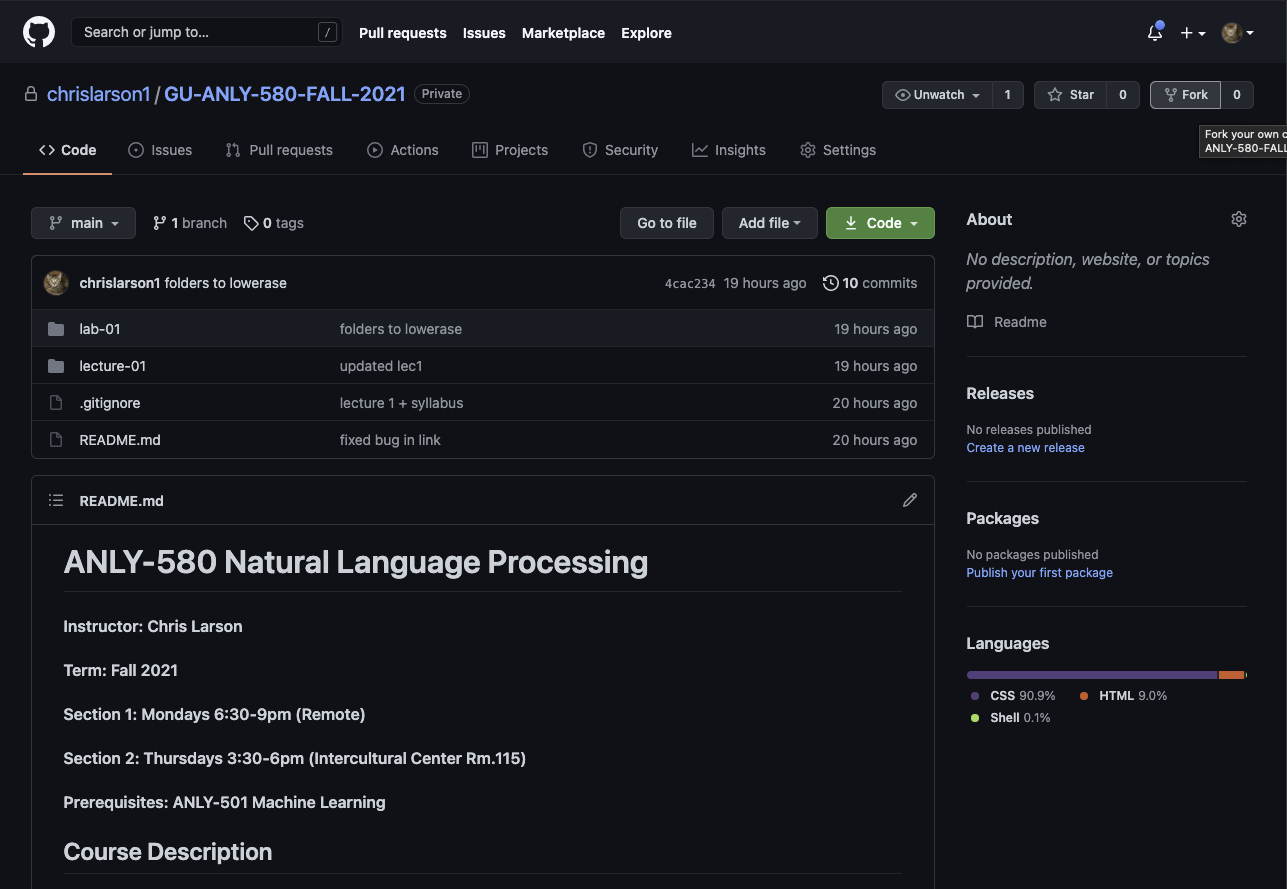 Search or jump to... /
Pull requests Issues Marketplace Explore
chrislarson1 / GU-ANLY-580-FALL-2021 Private
Unwatch 1 Star 0 Fork 0
Fork your own c
ANLY-580-FALL
Code Issues Pull requests Actions Projects Security Insights Settings
main 1 branch 0 tags Go to file Add file Code
chrislarson1 folders to lowerase 4cac234 19 hours ago 10 commits
lab-01 folders to lowerase 19 hours ago
lecture-01 updated lec1 19 hours ago
.gitignore lecture 1 + syllabus 20 hours ago
README.md fixed bug in link 20 hours ago
README.md
ANLY-580 Natural Language Processing
Instructor: Chris Larson
Term: Fall 2021
Section 1: Mondays 6:30-9pm (Remote)
Section 2: Thursdays 3:30-6pm (Intercultural Center Rm.115)
Prerequisites: ANLY-501 Machine Learning
Course Description
About
No description, website, or topics
provided.
Readme
Releases
No releases published
Create a new release
Packages
No packages published
Publish your first package
Languages
CSS 90.9% HTML 9.0%
Shell 0.1%